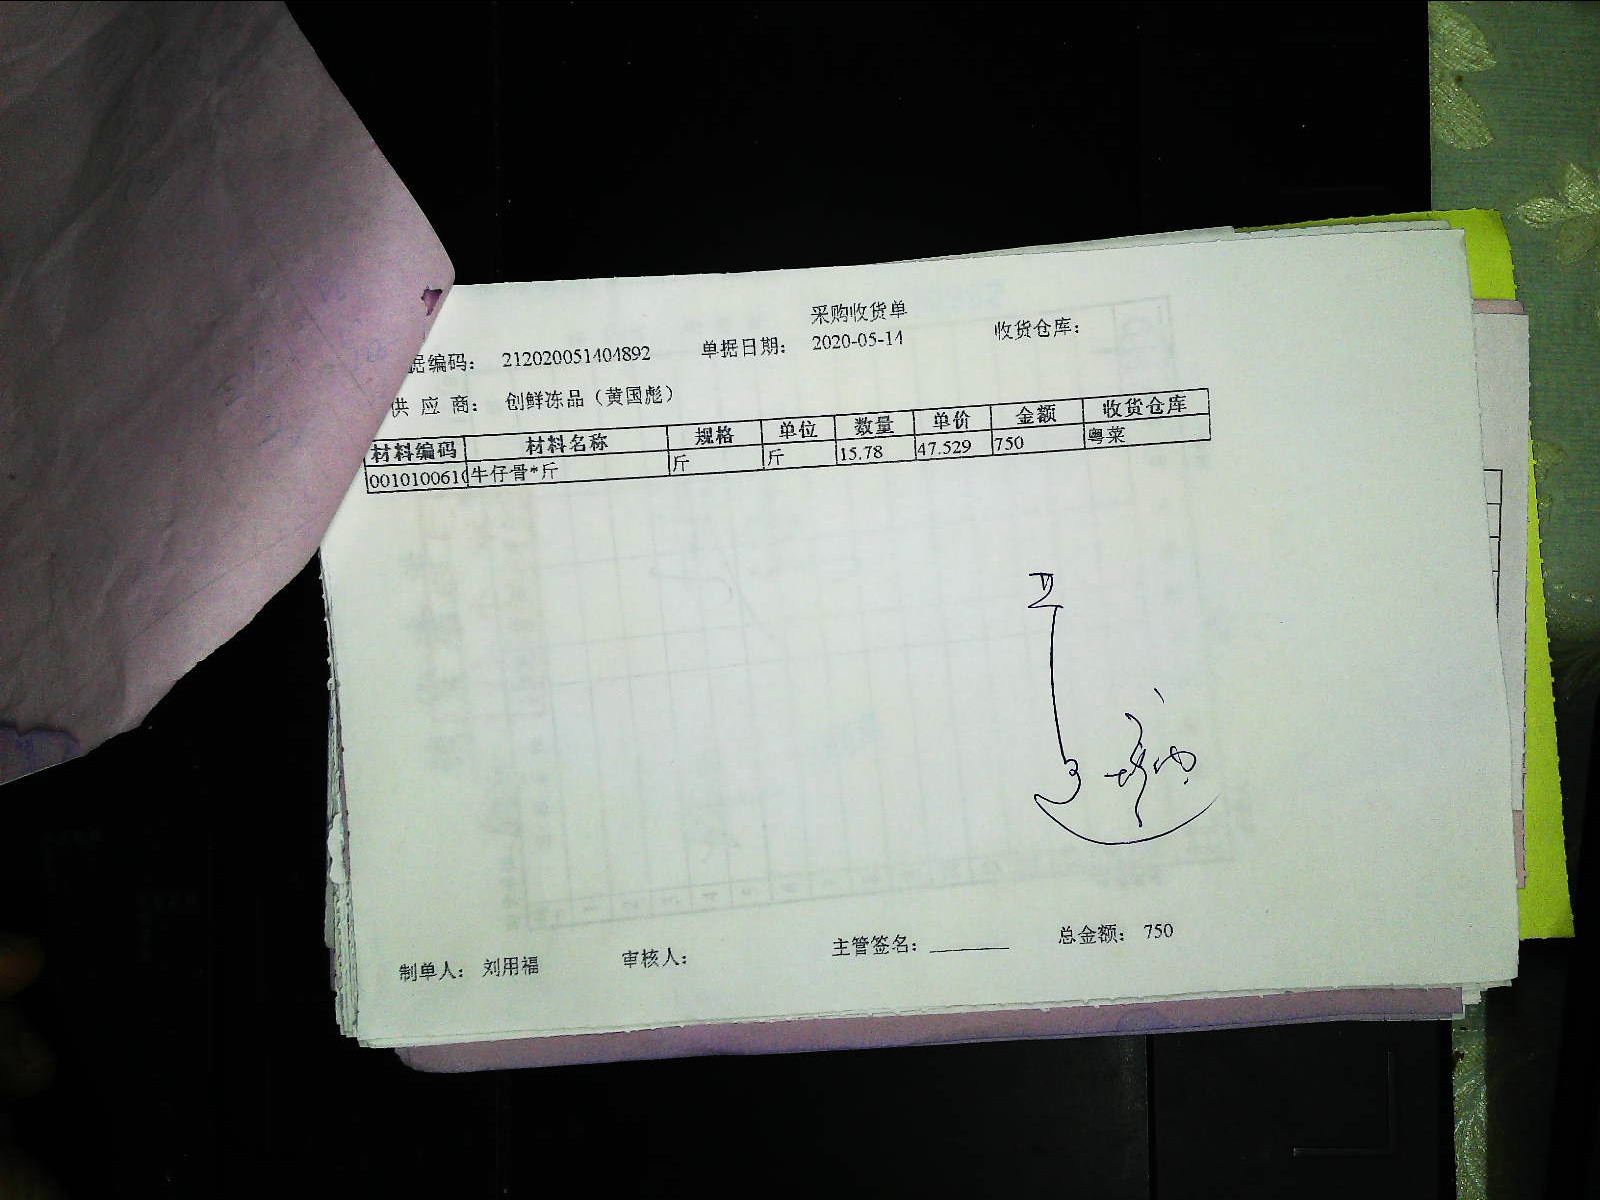 采购收货单
据编码： 212020051404892 单据日期： 2020-05-14 收货仓库：
供 应 商： 创鲜冻品（黄国彪）
材料编码 材料名称 规格 单位 数量 单价 金额 收货仓库
001010061 牛仔骨*斤 斤 斤 15.78 47.529 750 粤菜
制单人： 刘用福 审核人： 主管签名： 总金额： 750